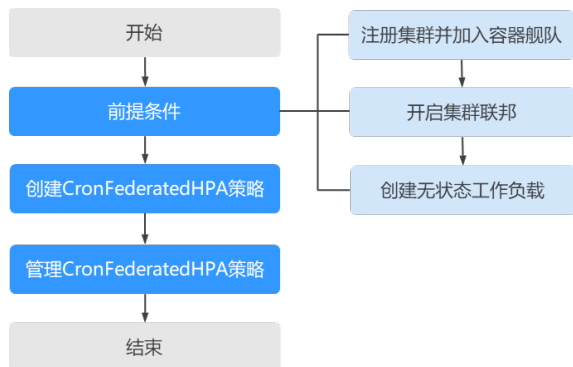 开始
前提条件
创建CronFederatedHPA策略
管理CronFederatedHPA策略
结束
注册集群并加入容器舰队
开启集群联邦
创建无状态工作负载